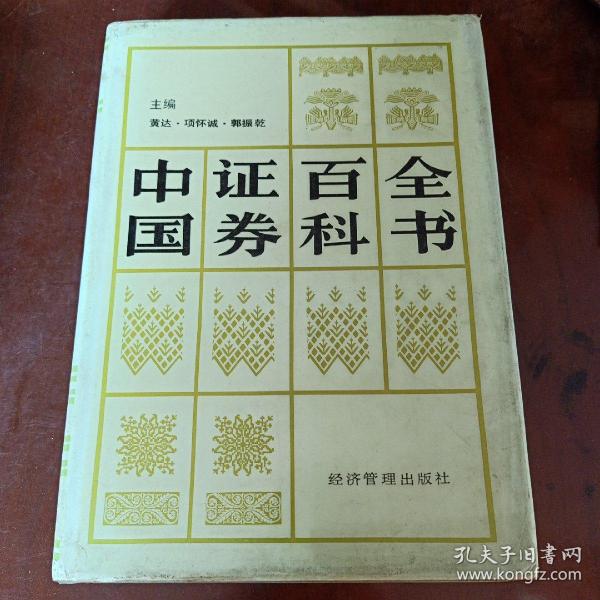 主编
黄达·项怀诚·郭振乾
中国证券百科全书
经济管理出版社
孔夫子旧書网
www.kongfz.com